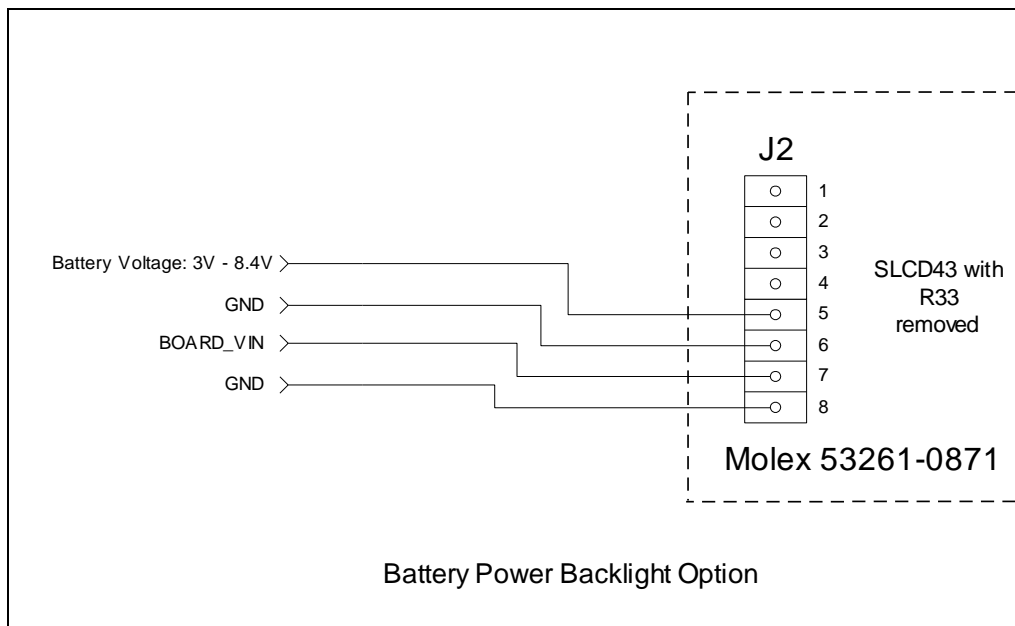 J2
1
2
3
4
5
6
7
8
Battery Voltage: 3V - 8.4V
GND
BOARD_VIN
GND
SLCD43 with
R33
removed
Molex 53261-0871
Battery Power Backlight Option